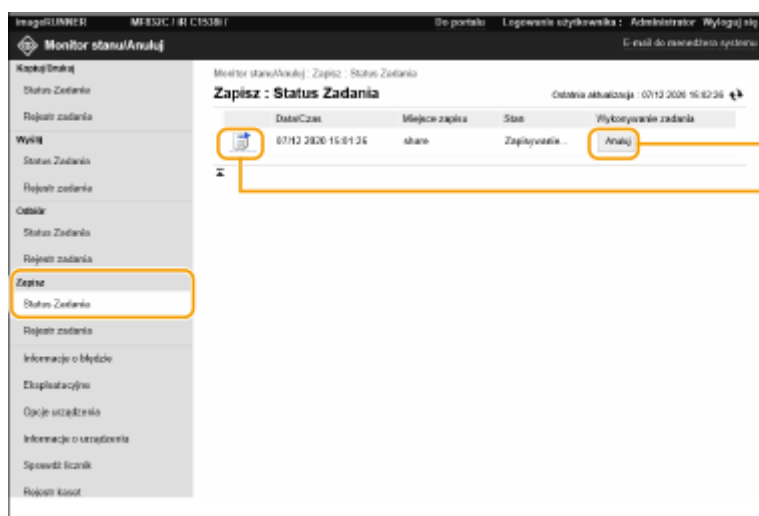 imageRUNNER MF832C / iR C1538iF Do portalu Logowanie użytkownika : Administrator Wyloguj się
Monitor stanu/Anuluj E-mail do menedżera systemu
Kopiuj/Drukuj
Status Zadania
Rejestr zadania
Wyślij
Status Zadania
Rejestr zadania
Odbiór
Status Zadania
Rejestr zadania
Zapisz
Status Zadania
Rejestr zadania
Informacje o błędzie
Eksploatacyjne
Opcje urządzenia
Informacje o urządzeniu
Sprawdź licznik
Rejestr kaset
Monitor stanu/Anuluj : Zapisz : Status Zadania
Zapisz : Status Zadania Ostatnia aktualizacja : 07/12 2020 15:02:26
Data/Czas Miejsce zapisu Stan Wykonywanie zadania
07/12 2020 15:01:26 share Zapisywanie... Anuluj